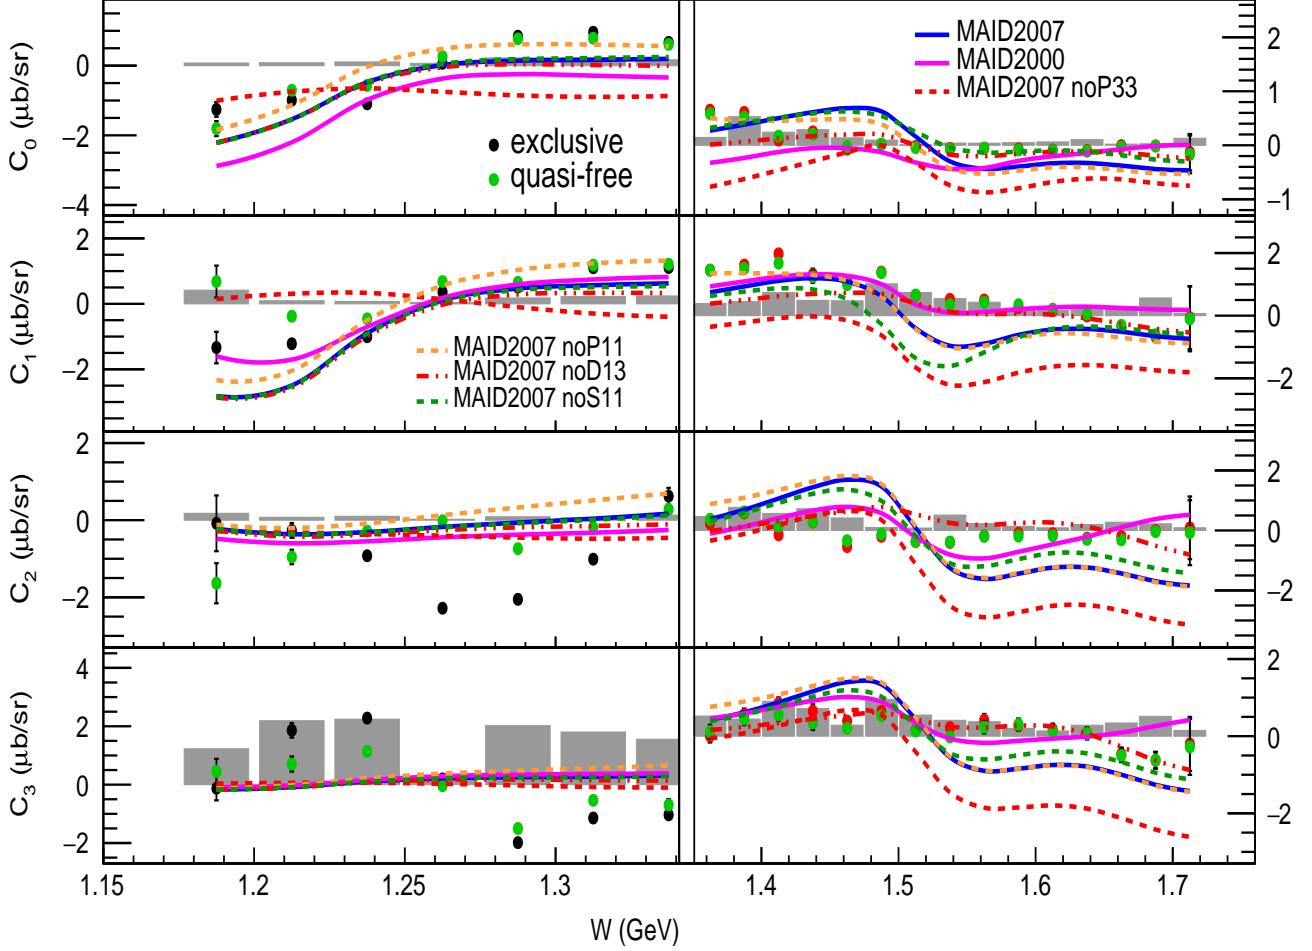 C0 (μb/sr)
0
−2
−4
exclusive
quasi-free
MAID2007
MAID2000
MAID2007 noP33
2
1
0
−1
C1 (μb/sr)
2
0
−2
MAID2007 noP11
MAID2007 noD13
MAID2007 noS11
2
0
−2
C2 (μb/sr)
2
0
−2
2
0
−2
C3 (μb/sr)
4
2
0
−2
2
0
−2
1.15 1.2 1.25 1.3 1.4 1.5 1.6 1.7
W (GeV)